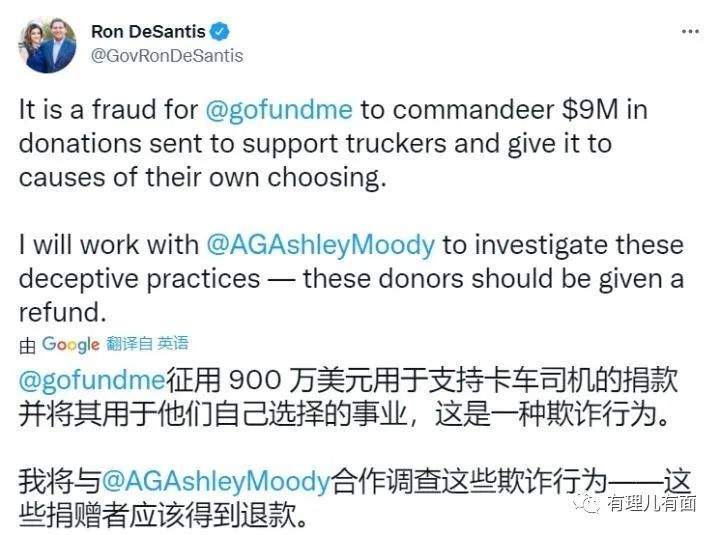 Ron DeSantis
@GovRonDeSantis
It is a fraud for @gofundme to commandeer $9M in
donations sent to support truckers and give it to
causes of their own choosing.
I will work with @AGAshleyMoody to investigate these
deceptive practices — these donors should be given a
refund.
由 Google 翻译自 英语
@gofundme征用 900 万美元用于支持卡车司机的捐款
并将其用于他们自己选择的事业，这是一种欺诈行为。
我将与@AGAshleyMoody合作调查这些欺诈行为——这
些捐赠者应该得到退款。
有理儿有面